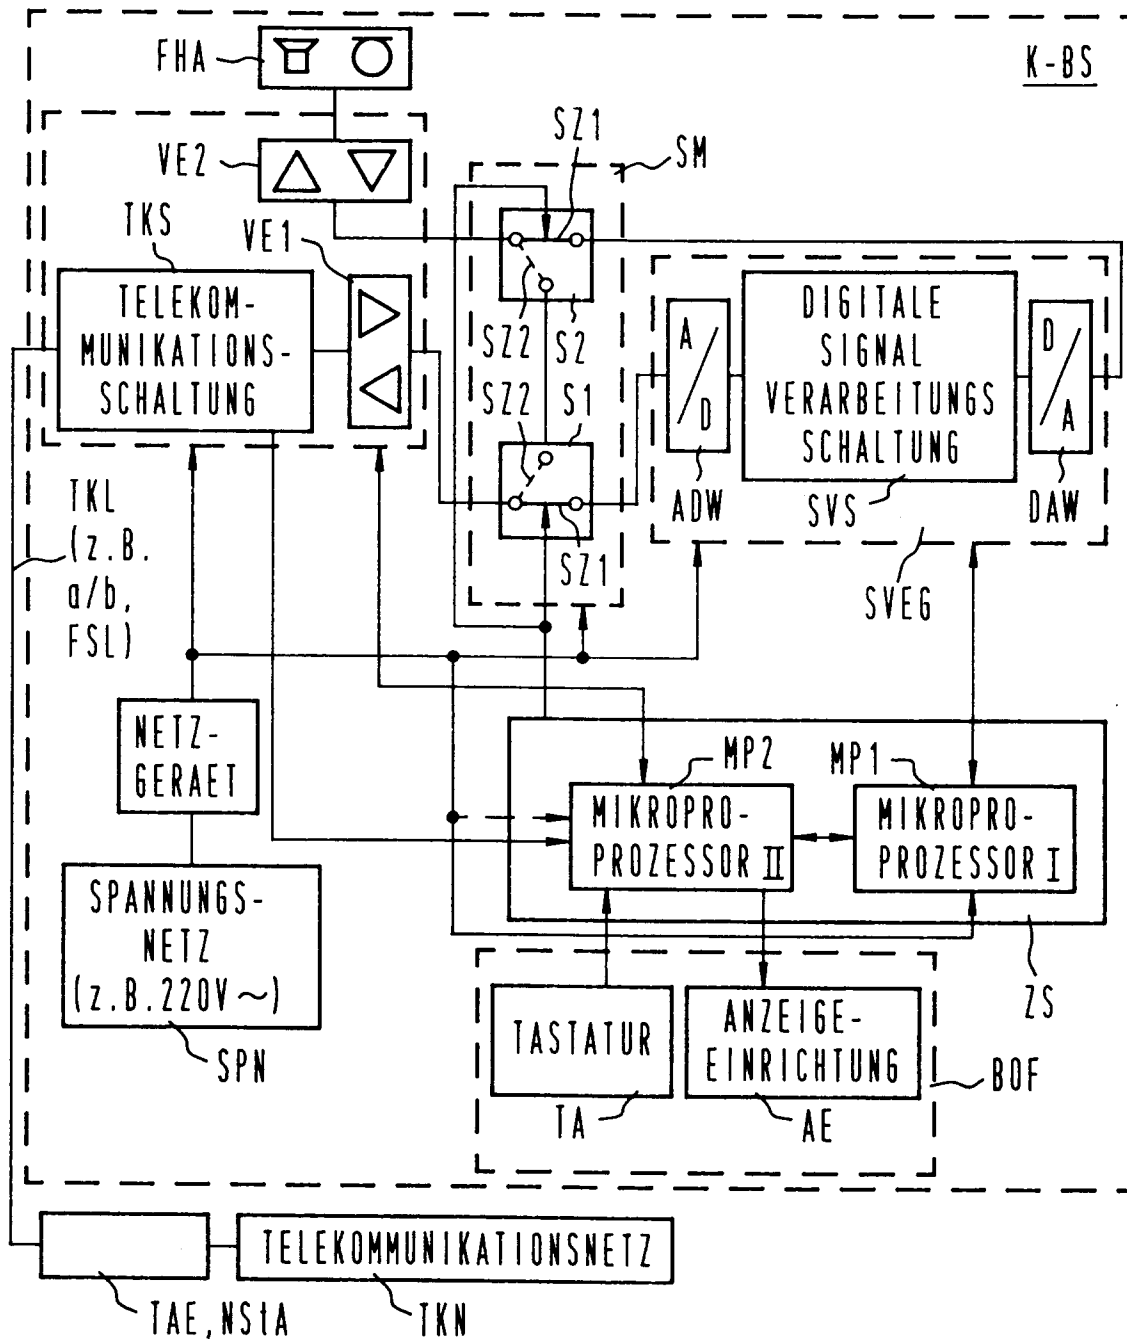 FHA
K-BS
VE2
SZ1
SM
TKS
VE1
TELEKOM-
MUNIKATIONS-
SCHALTUNG
SZ2
S2
SZ2
S1
A
D
DIGITALE
SIGNAL
VERARBEITUNGS
SCHALTUNG
D
A
TKL
(z.B.
a/b,
FSL)
SZ1
ADW
SVS
DAW
SVEG
NETZ-
GERAET
MP2
MP1
MIKROPRO-
PROZESSOR II
MIKROPRO-
PROZESSOR I
SPANNUNGS-
NETZ
(z.B.220V~)
SPN
ZS
TASTATUR
ANZEIGE-
EINRICHTUNG
BOF
TA
AE
TELEKOMMUNIKATIONSNETZ
TAE,NStA
TKN